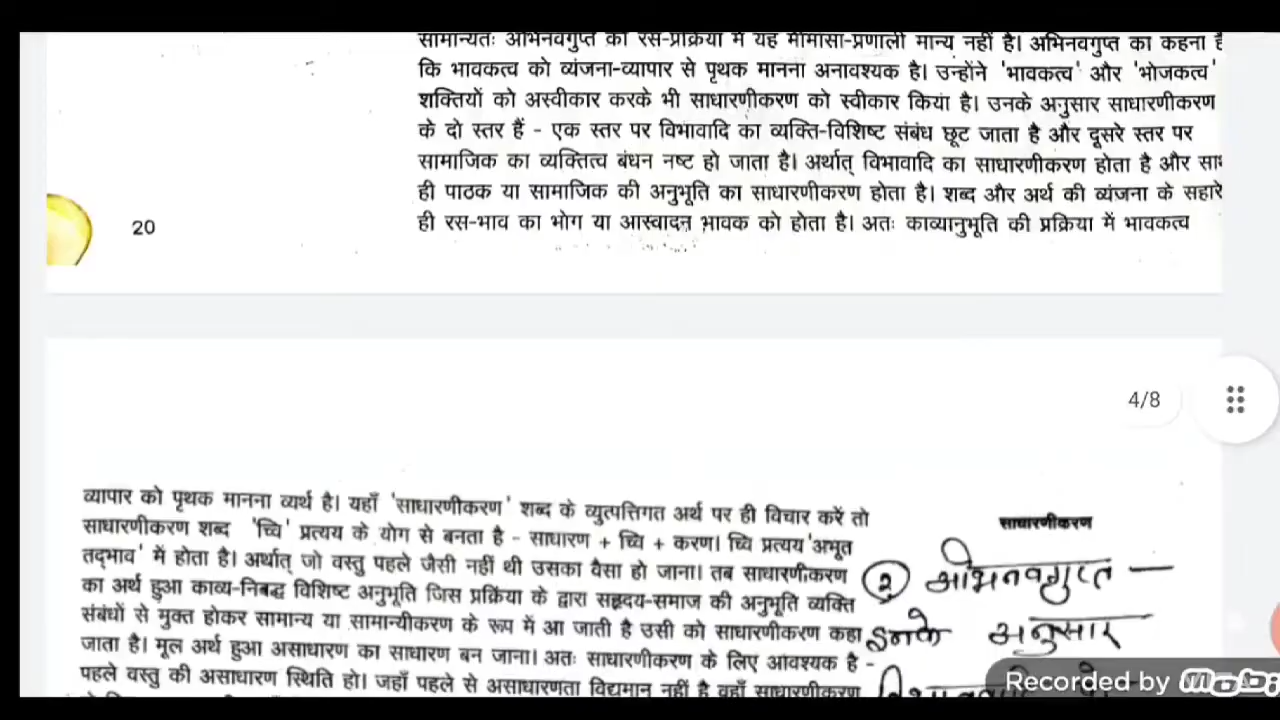 सामान्यतः अभिनवगुप्त को रस-प्रक्रिया में यह मीमांसा-प्रणाली मान्य नहीं है। अभिनवगुप्त का कहना है
कि भावकत्व को व्यंजना-व्यापार से पृथक मानना अनावश्यक है। उन्होंने 'भावकत्व' और 'भोजकत्व'
शक्तियों को अस्वीकार करके भी साधारणीकरण को स्वीकार किया है। उनके अनुसार साधारणीकरण
के दो स्तर हैं - एक स्तर पर विभावादि का व्यक्ति-विशिष्ट संबंध छूट जाता है और दूसरे स्तर पर
सामाजिक का व्यक्तित्व बंधन नष्ट हो जाता है। अर्थात् विभावादि का साधारणीकरण होता है और
ही पाठक या सामाजिक की अनुभूति का साधारणीकरण होता है। शब्द और अर्थ की व्यंजना के सहारे
ही रस-भाव का भोग या आस्वादन भावक को होता है। अतः काव्यानुभूति की प्रक्रिया में भावकत्व
20
4/8
व्यापार को पृथक मानना व्यर्थ है। यहाँ 'साधारणीकरण' शब्द के व्युत्पत्तिगत अर्थ पर ही विचार करें तो
साधारणीकरण शब्द 'च्वि' प्रत्यय के योग से बनता है - साधारण + च्वि + करण। च्वि प्रत्यय 'अभूत
तद्भाव' में होता है। अर्थात् जो वस्तु पहले जैसी नहीं थी उसका वैसा हो जाना। तब साधारणीकरण
का अर्थ हुआ काव्य-निबद्ध विशिष्ट अनुभूति जिस प्रक्रिया के द्वारा सहृदय-समाज की अनुभूति व्यक्ति
संबंधों से मुक्त होकर सामान्य या सामान्यीकरण के रूप में आ जाती है उसी को साधारणीकरण कहा
जाता है। मूल अर्थ हुआ असाधारण का साधारण बन जाना। अतः साधारणीकरण के लिए आवश्यक है -
पहले वस्तु की असाधारण स्थिति हो। जहाँ पहले से असाधारणता विद्यमान नहीं है वहाँ साधारणीकरण
साधारणीकरण
२ अभिनवगुप्त —
इनके अनुसार
Recorded by